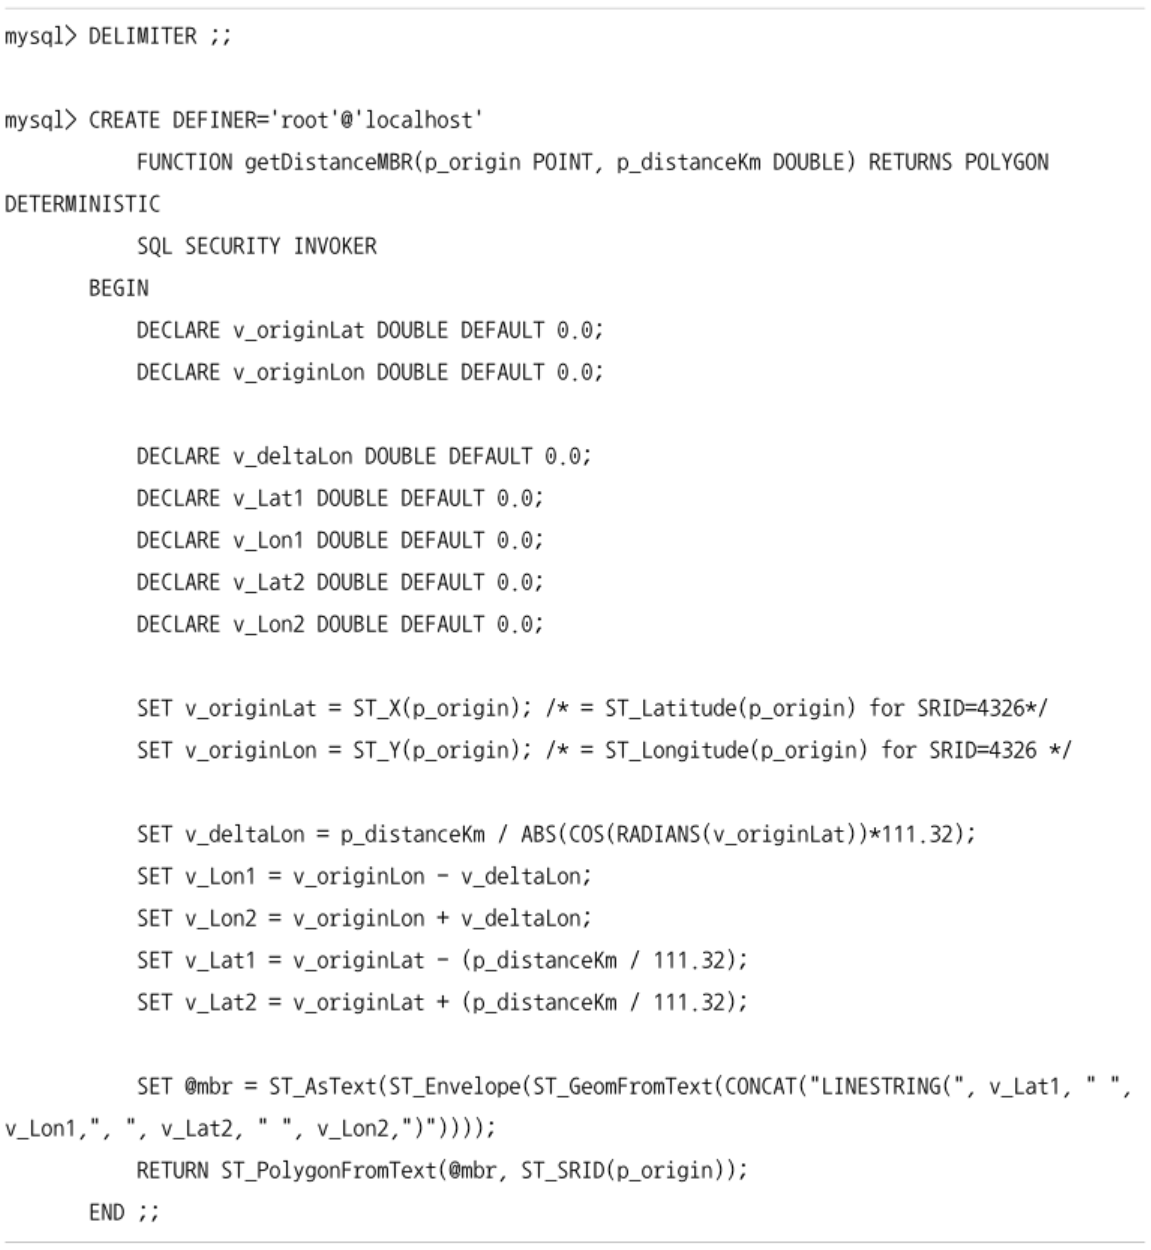 mysql> DELIMITER ;;
mysql> CREATE DEFINER='root'@'localhost'
FUNCTION getDistanceMBR(p_origin POINT, p_distanceKm DOUBLE) RETURNS POLYGON
DETERMINISTIC
SQL SECURITY INVOKER
BEGIN
DECLARE v_originLat DOUBLE DEFAULT 0.0;
DECLARE v_originLon DOUBLE DEFAULT 0.0;
DECLARE v_deltaLon DOUBLE DEFAULT 0.0;
DECLARE v_Lat1 DOUBLE DEFAULT 0.0;
DECLARE v_Lon1 DOUBLE DEFAULT 0.0;
DECLARE v_Lat2 DOUBLE DEFAULT 0.0;
DECLARE v_Lon2 DOUBLE DEFAULT 0.0;
SET v_originLat = ST_X(p_origin); /* = ST_Latitude(p_origin) for SRID=4326*/
SET v_originLon = ST_Y(p_origin); /* = ST_Longitude(p_origin) for SRID=4326 */
SET v_deltaLon = p_distanceKm / ABS(COS(RADIANS(v_originLat))*111.32);
SET v_Lon1 = v_originLon - v_deltaLon;
SET v_Lon2 = v_originLon + v_deltaLon;
SET v_Lat1 = v_originLat - (p_distanceKm / 111.32);
SET v_Lat2 = v_originLat + (p_distanceKm / 111.32);
SET @mbr = ST_AsText(ST_Envelope(ST_GeomFromText(CONCAT("LINESTRING(", v_Lat1, " ",
v_Lon1,", ", v_Lat2, " ", v_Lon2,")"))));
RETURN ST_PolygonFromText(@mbr, ST_SRID(p_origin));
END ;;